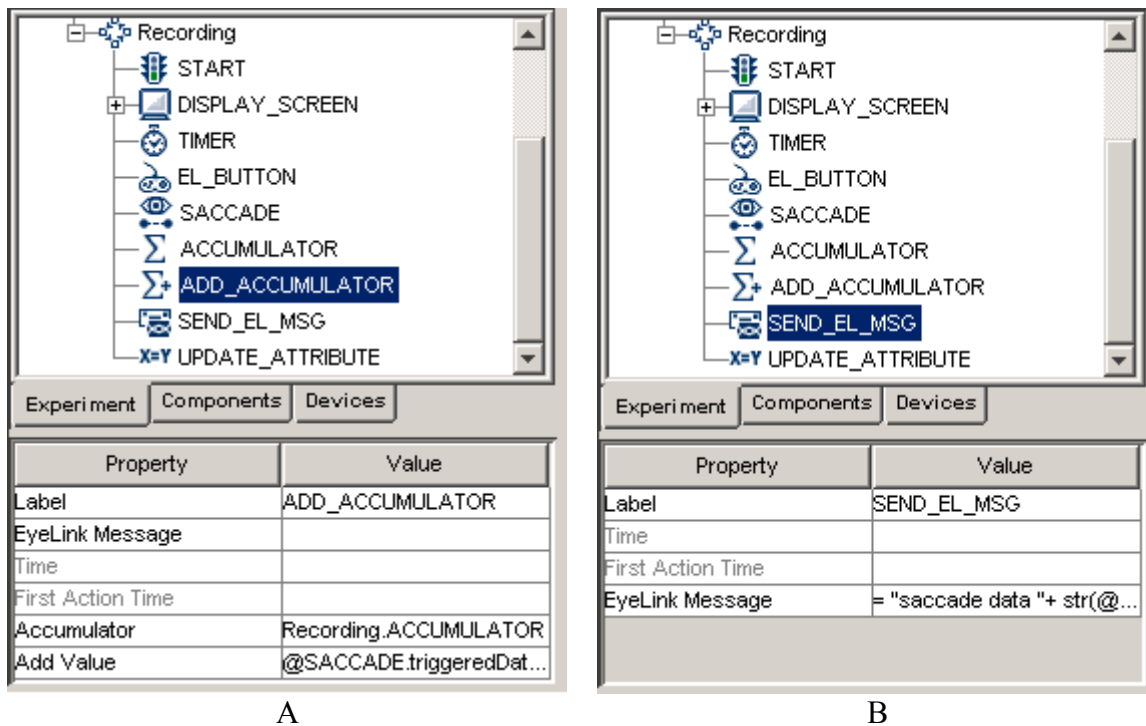 Recording
START
DISPLAY_SCREEN
TIMER
EL_BUTTON
SACCADE
ACCUMULATOR
ADD_ACCUMULATOR
SEND_EL_MSG
X=Y UPDATE_ATTRIBUTE
Experiment Components Devices
Property Value
Label ADD_ACCUMULATOR
EyeLink Message
Time
First Action Time
Accumulator Recording.ACCUMULATOR
Add Value @SACCADE.triggeredDat...
A
Recording
START
DISPLAY_SCREEN
TIMER
EL_BUTTON
SACCADE
ACCUMULATOR
ADD_ACCUMULATOR
SEND_EL_MSG
X=Y UPDATE_ATTRIBUTE
Experiment Components Devices
Property Value
Label SEND_EL_MSG
Time
First Action Time
EyeLink Message = "saccade data "+ str(@...
B